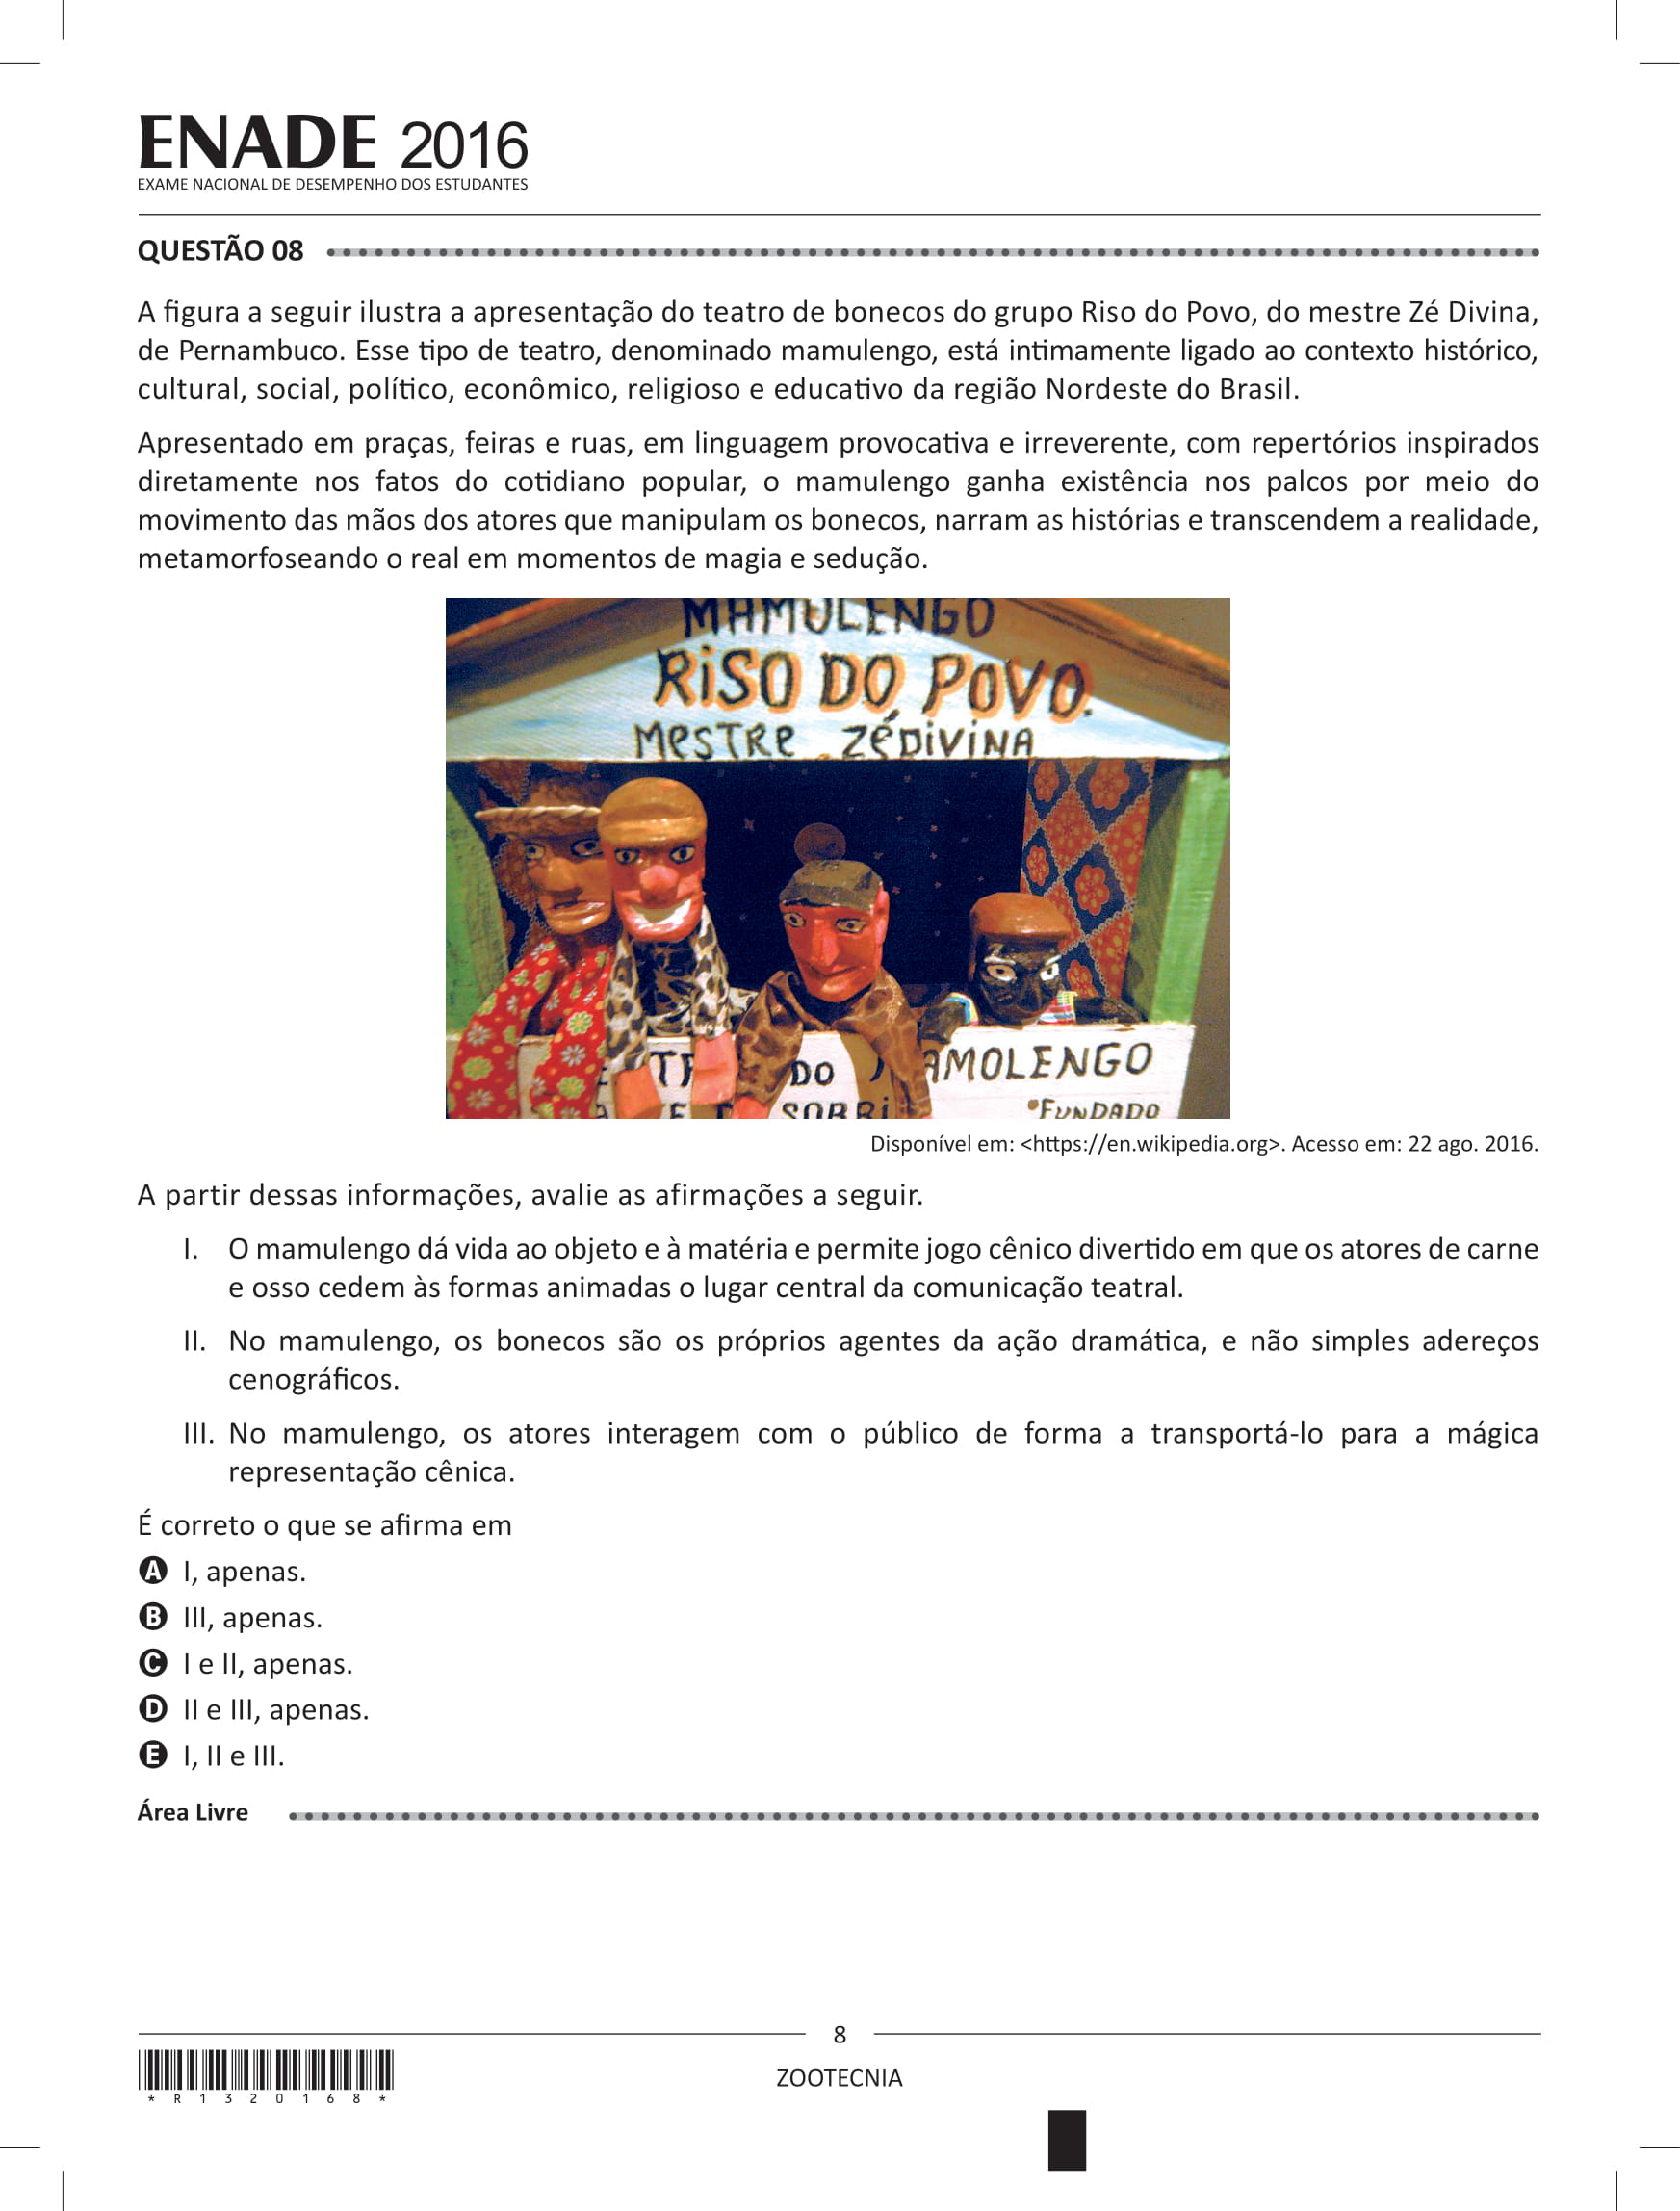 ENADE 2016
EXAME NACIONAL DE DESEMPENHO DOS ESTUDANTES
QUESTÃO 08
A figura a seguir ilustra a apresentação do teatro de bonecos do grupo Riso do Povo, do mestre Zé Divina,
de Pernambuco. Esse tipo de teatro, denominado mamulengo, está intimamente ligado ao contexto histórico,
cultural, social, político, econômico, religioso e educativo da região Nordeste do Brasil.
Apresentado em praças, feiras e ruas, em linguagem provocativa e irreverente, com repertórios inspirados
diretamente nos fatos do cotidiano popular, o mamulengo ganha existência nos palcos por meio do
movimento das mãos dos atores que manipulam os bonecos, narram as histórias e transcendem a realidade,
metamorfoseando o real em momentos de magia e sedução.
MAMULENGO
RISO DO POVO.
MESTRE ZÉDIVINA
DO AMOLENGO
SORRI FUNDADO
Disponível em: <https://en.wikipedia.org>. Acesso em: 22 ago. 2016.
A partir dessas informações, avalie as afirmações a seguir.
I. O mamulengo dá vida ao objeto e à matéria e permite jogo cênico divertido em que os atores de carne
e osso cedem às formas animadas o lugar central da comunicação teatral.
II. No mamulengo, os bonecos são os próprios agentes da ação dramática, e não simples adereços
cenográficos.
III. No mamulengo, os atores interagem com o público de forma a transportá-lo para a mágica
representação cênica.
É correto o que se afirma em
A I, apenas.
B III, apenas.
C I e II, apenas.
D II e III, apenas.
E I, II e III.
Área Livre
8
ZOOTECNIA
* R 1 3 2 0 1 6 8 *